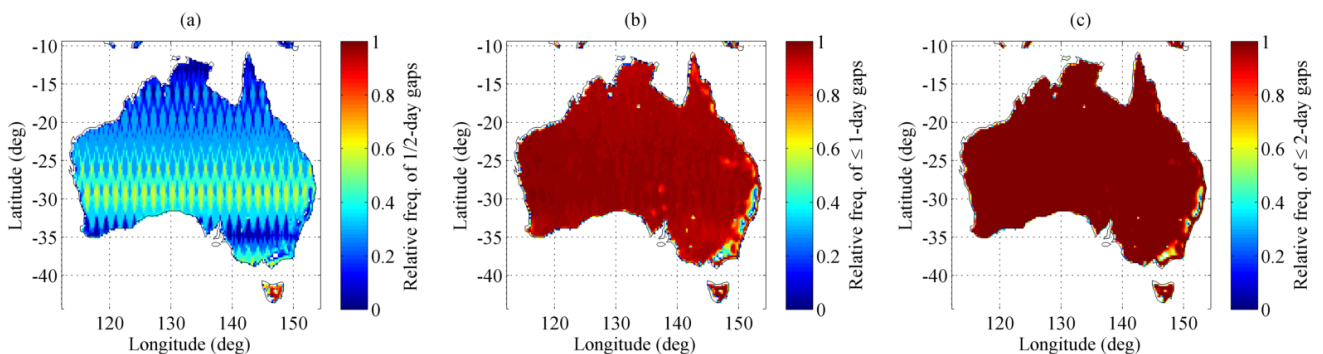 (a)
-10
-15
-20
-25
-30
-35
-40
Latitude (deg)
120 130 140 150
Longitude (deg)
1
0.8
0.6
0.4
0.2
0
Relative freq. of 1/2-day gaps
(b)
-10
-15
-20
-25
-30
-35
-40
Latitude (deg)
120 130 140 150
Longitude (deg)
1
0.8
0.6
0.4
0.2
0
Relative freq. of ≤ 1-day gaps
(c)
-10
-15
-20
-25
-30
-35
-40
Latitude (deg)
120 130 140 150
Longitude (deg)
1
0.8
0.6
0.4
0.2
0
Relative freq. of ≤ 2-day gaps